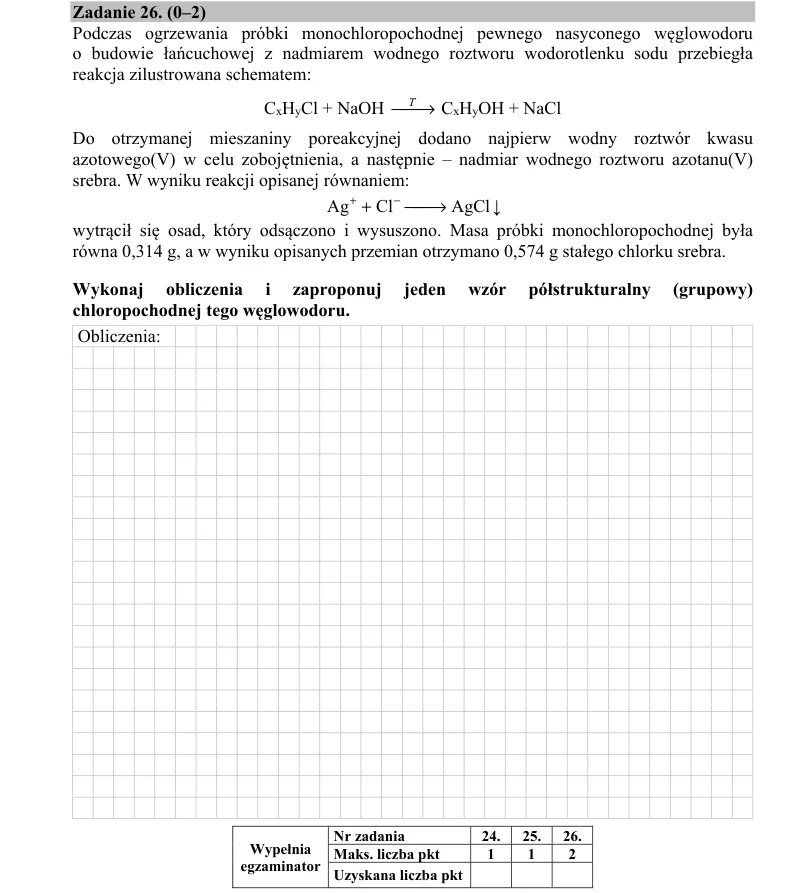 Zadanie 26. (0–2)
Podczas ogrzewania próbki monochloropochodnej pewnego nasyconego węglowodoru
o budowie łańcuchowej z nadmiarem wodnego roztworu wodorotlenku sodu przebiegła
reakcja zilustrowana schematem:
CₓHᵧCl + NaOH —T→ CₓHᵧOH + NaCl
Do otrzymanej mieszaniny poreakcyjnej dodano najpierw wodny roztwór kwasu
azotowego(V) w celu zobojętnienia, a następnie – nadmiar wodnego roztworu azotanu(V)
srebra. W wyniku reakcji opisanej równaniem:
Ag⁺ + Cl⁻ ⟶ AgCl↓
wytrącił się osad, który odsączono i wysuszono. Masa próbki monochloropochodnej była
równa 0,314 g, a w wyniku opisanych przemian otrzymano 0,574 g stałego chlorku srebra.
Wykonaj obliczenia i zaproponuj jeden wzór półstrukturalny (grupowy)
chloropochodnej tego węglowodoru.
Obliczenia:
Wypełnia
egzaminator
Nr zadania 24. 25. 26.
Maks. liczba pkt 1 1 2
Uzyskana liczba pkt